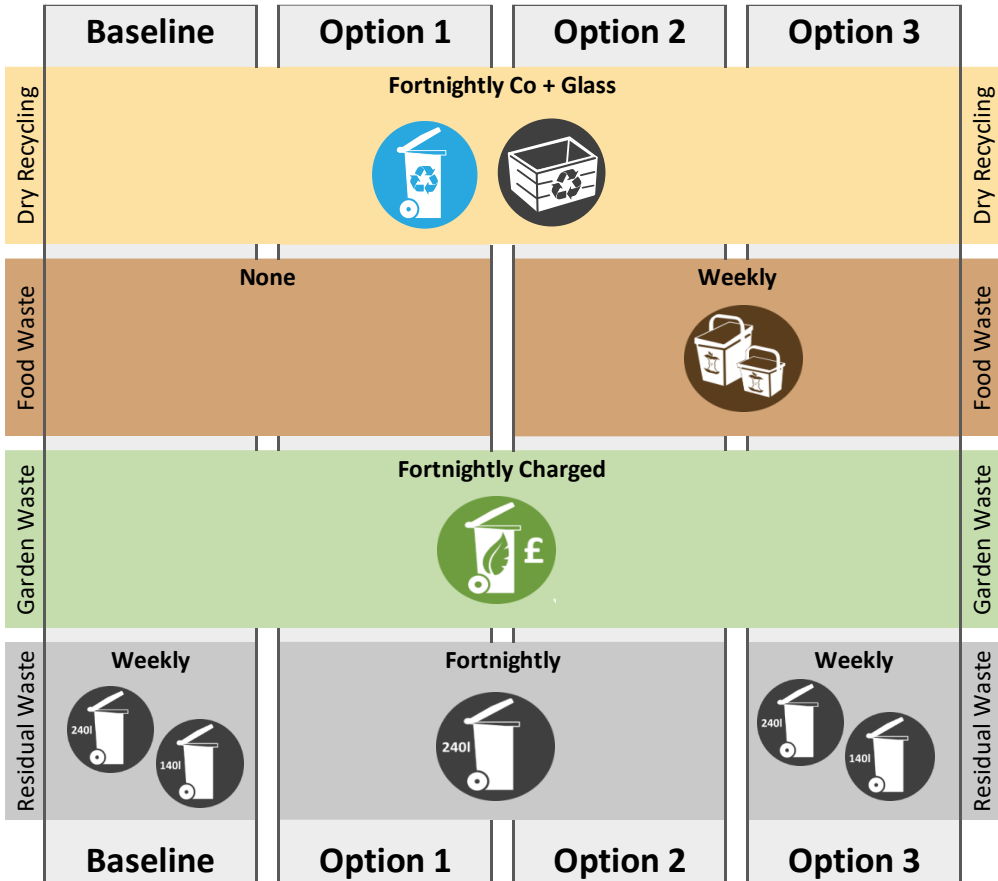 Baseline
Option 1
Option 2
Option 3
Dry Recycling
Fortnightly Co + Glass
Dry Recycling
Food Waste
None
Weekly
Food Waste
Garden Waste
Fortnightly Charged
£
Garden Waste
Residual Waste
Weekly
240l
140l
Fortnightly
240l
Weekly
240l
140l
Residual Waste
Baseline
Option 1
Option 2
Option 3